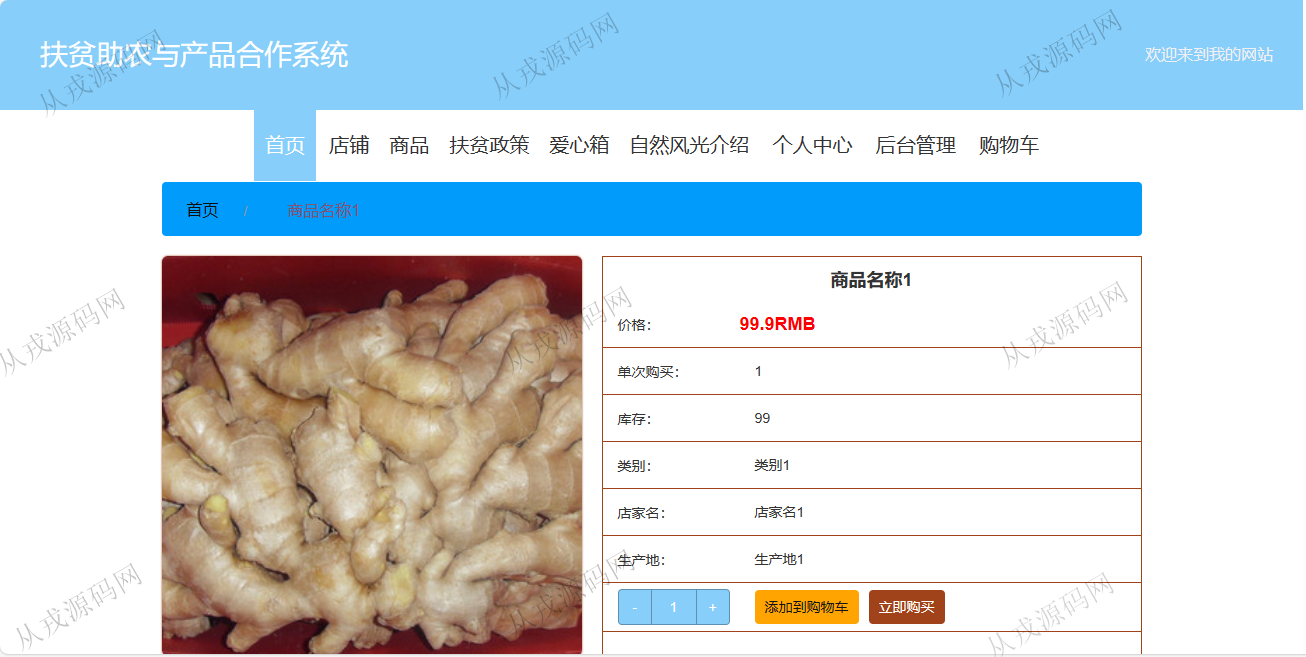 扶贫助农与产品合作系统
欢迎来到我的网站
首页 店铺 商品 扶贫政策 爱心箱 自然风光介绍 个人中心 后台管理 购物车
首页 / 商品名称1
商品名称1
价格: 99.9RMB
单次购买: 1
库存: 99
类别: 类别1
店家名: 店家名1
生产地: 生产地1
- 1 + 添加到购物车 立即购买
从戎源码网
从戎源码网
从戎源码网
从戎源码网
从戎源码网
从戎源码网
从戎源码网
从戎源码网
从戎源码网